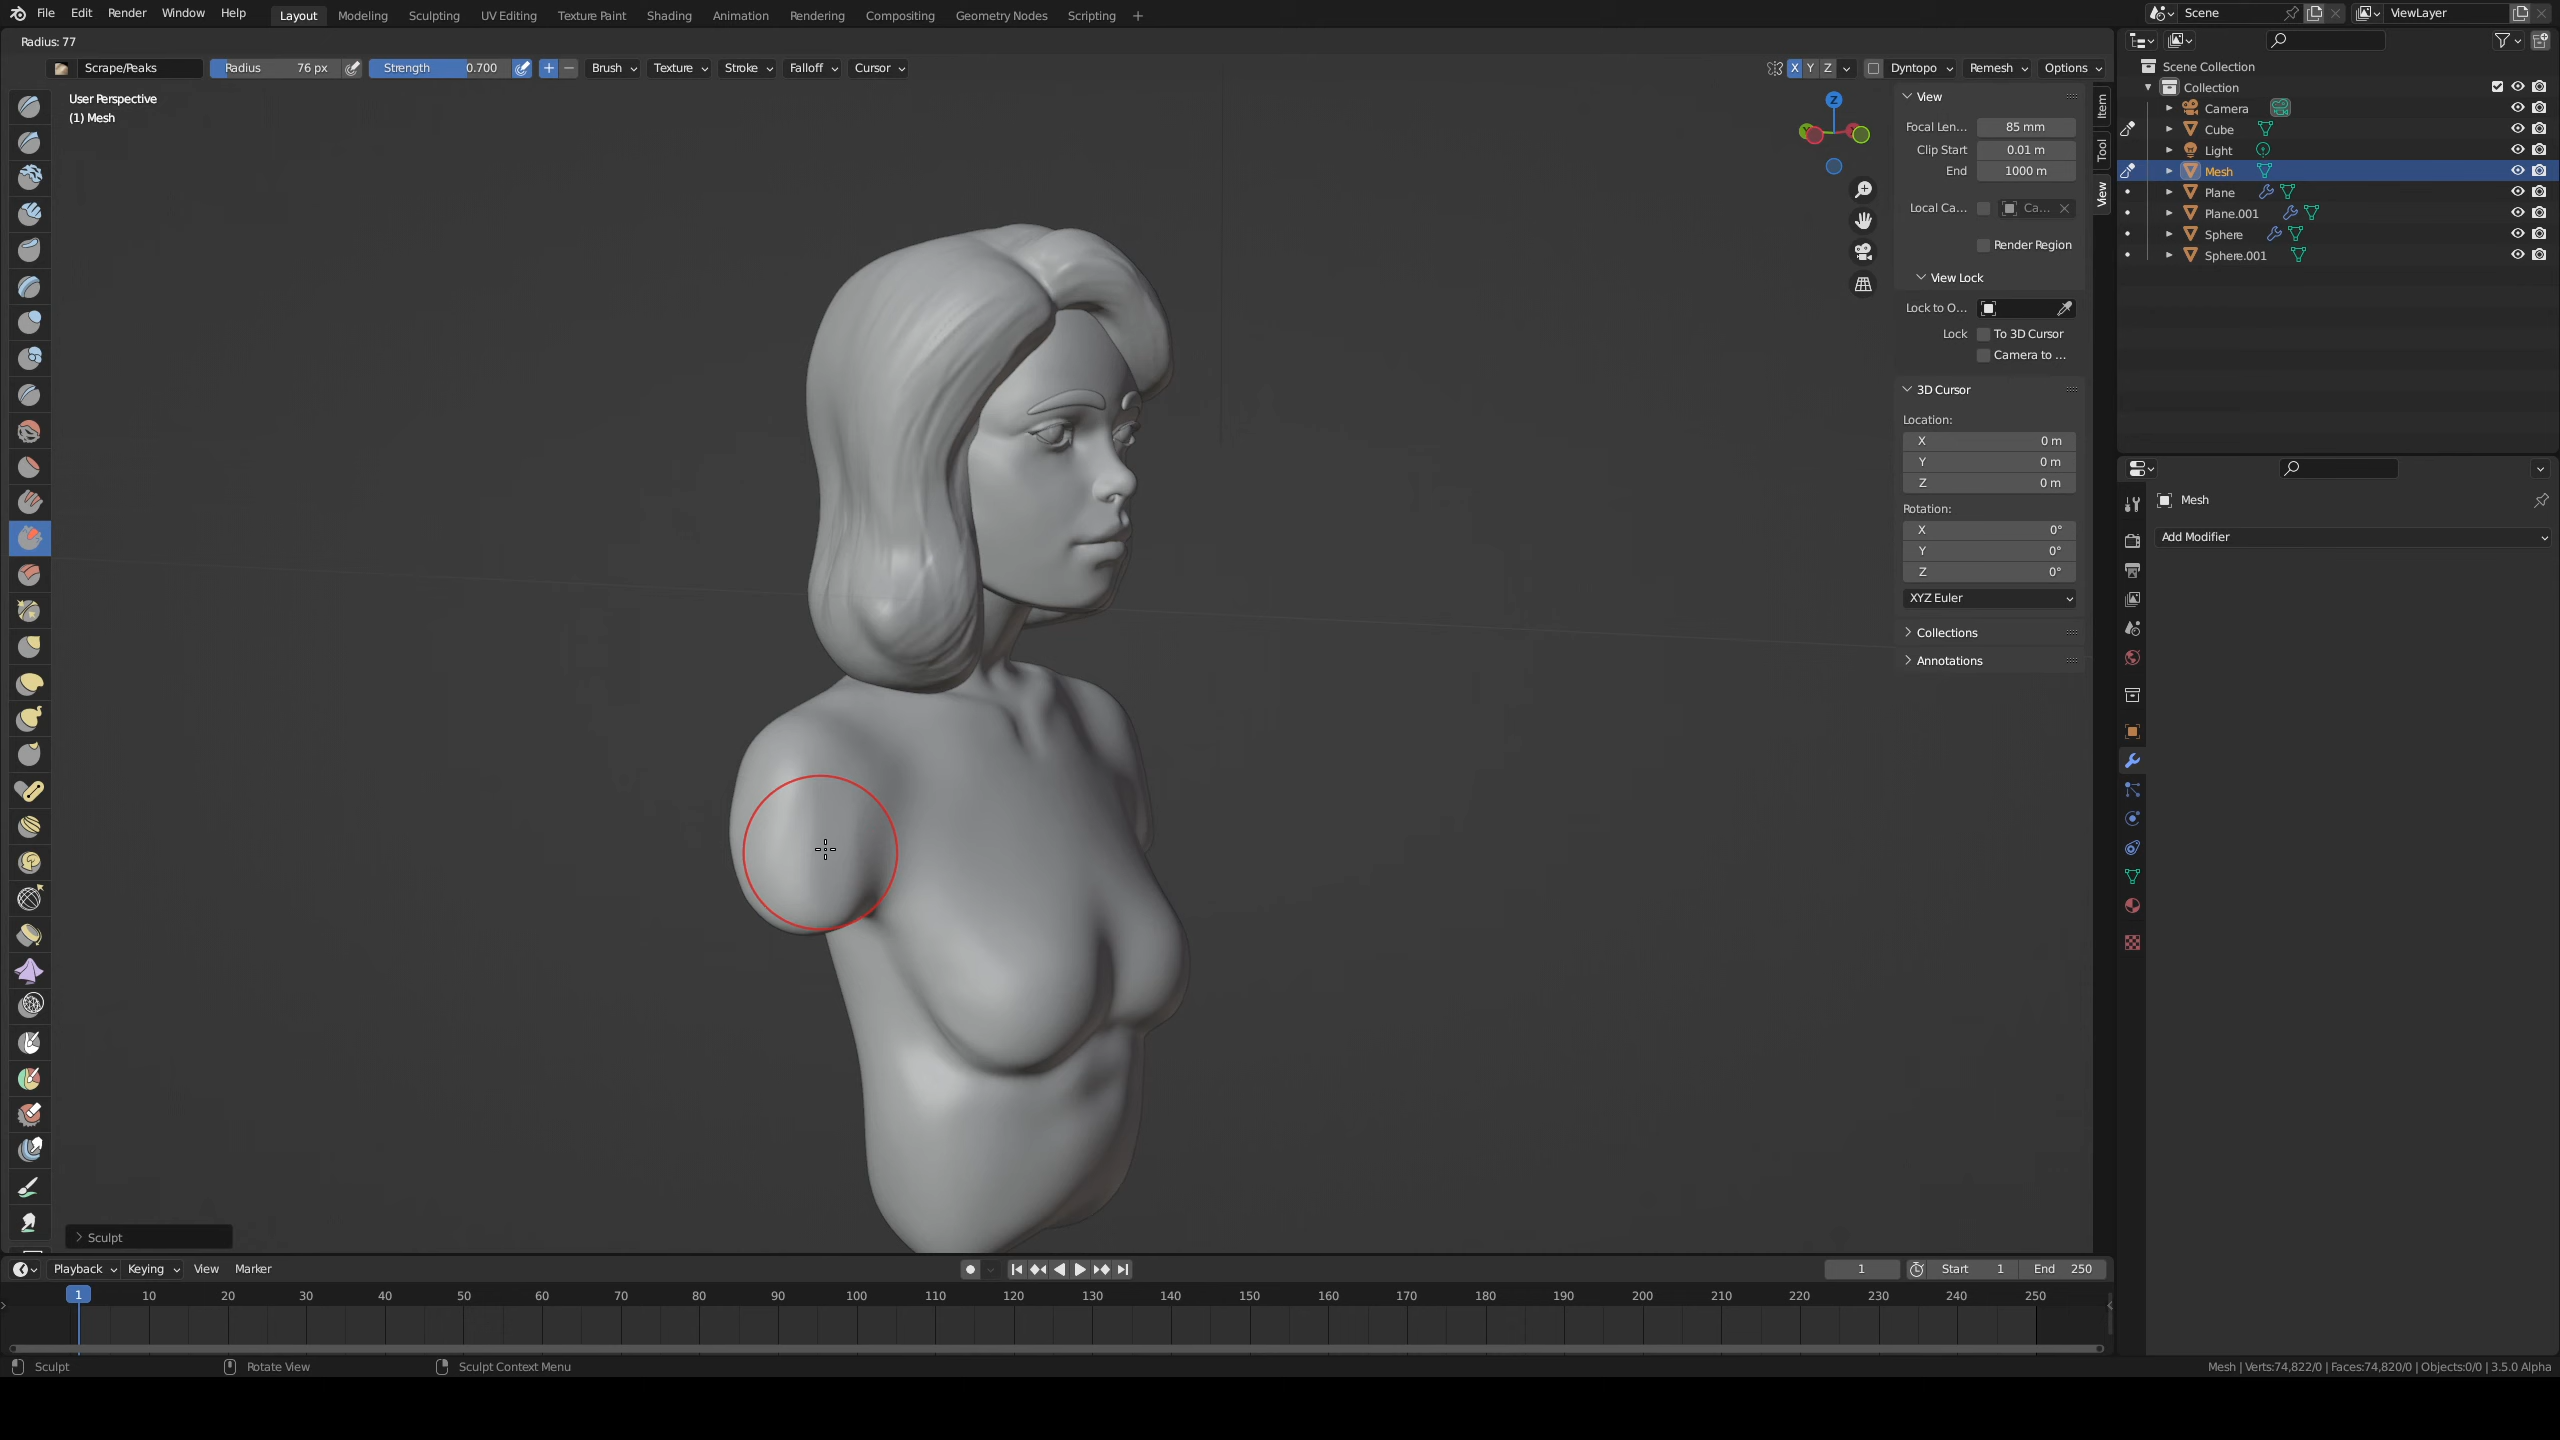 File Edit Render Window Help Layout Modeling Sculpting UV Editing Texture Paint Shading Animation Rendering Compositing Geometry Nodes Scripting + Scene ViewLayer
Radius: 77
Scrape/Peaks Radius 76 px Strength 0.700 + − Brush Texture Stroke Falloff Cursor X Y Z Dyntopo Remesh Options
User Perspective
(1) Mesh
Z
Item
Tool
View
View
Focal Len... 85 mm
Clip Start 0.01 m
End 1000 m
Local Ca... Ca...
Render Region
View Lock
Lock to O...
Lock To 3D Cursor
Camera to ...
3D Cursor
Location:
X 0 m
Y 0 m
Z 0 m
Rotation:
X 0°
Y 0°
Z 0°
XYZ Euler
Collections
Annotations
Scene Collection
Collection
Camera
Cube
Light
Mesh
Plane
Plane.001
Sphere
Sphere.001
Mesh
Add Modifier
Sculpt
Playback Keying View Marker 1 Start 1 End 250
1 10 20 30 40 50 60 70 80 90 100 110 120 130 140 150 160 170 180 190 200 210 220 230 240 250
Sculpt Rotate View Sculpt Context Menu Mesh | Verts:74,822/0 | Faces:74,820/0 | Objects:0/0 | 3.5.0 Alpha